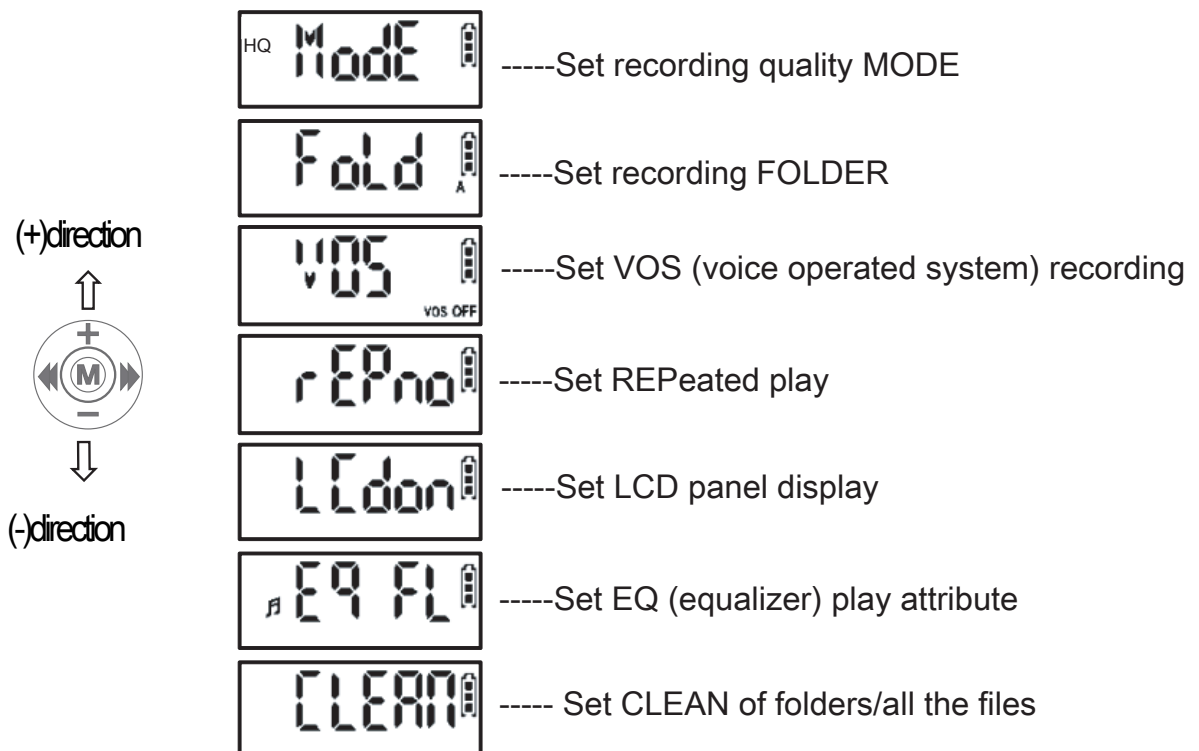 HQ ModE -----Set recording quality MODE
FoLd A -----Set recording FOLDER
(+)direction
VOS VOS OFF -----Set VOS (voice operated system) recording
+
M
−
rEPno -----Set REPeated play
LCdon -----Set LCD panel display
(-)direction
Eq FL -----Set EQ (equalizer) play attribute
CLEAN ----- Set CLEAN of folders/all the files